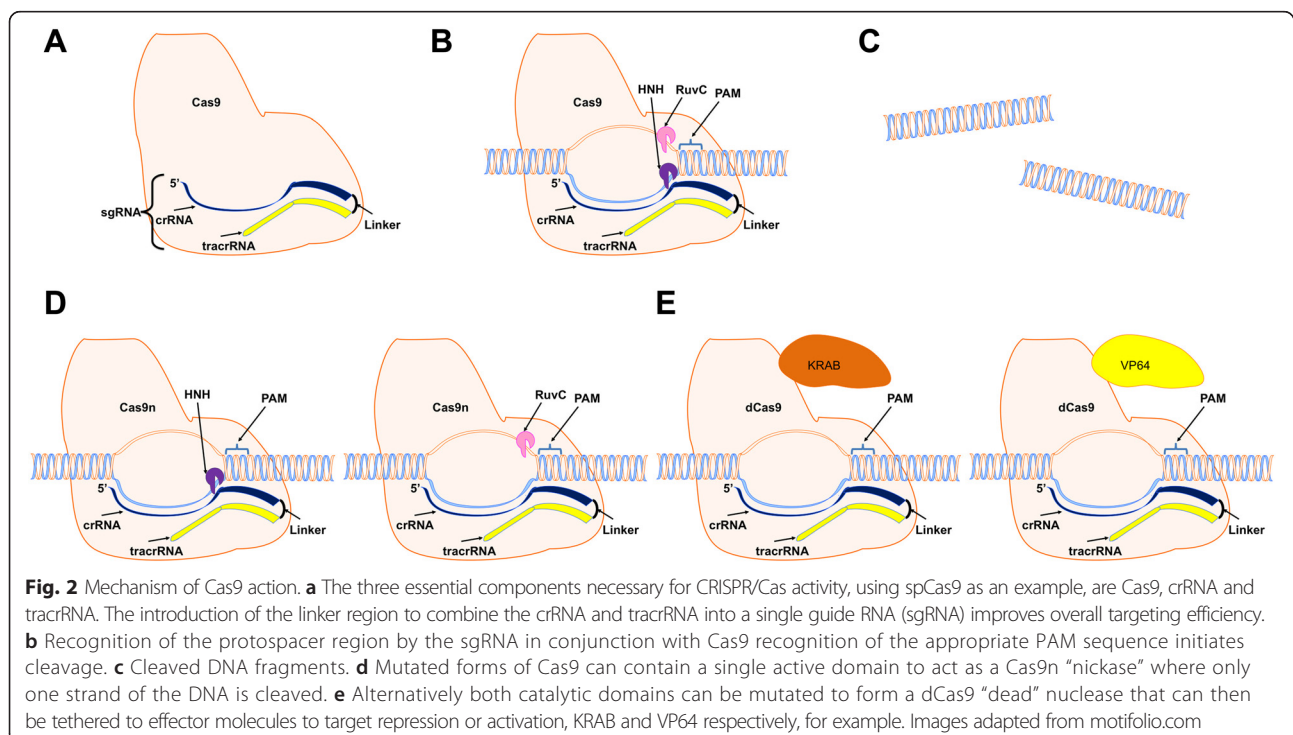 A
Cas9
5’
sgRNA
crRNA
Linker
tracrRNA
B
HNH
RuvC
PAM
Cas9
5’
crRNA
Linker
tracrRNA
C
D
HNH
PAM
Cas9n
5’
crRNA
Linker
tracrRNA
RuvC
PAM
Cas9n
5’
crRNA
Linker
tracrRNA
E
KRAB
dCas9
PAM
5’
crRNA
Linker
tracrRNA
VP64
dCas9
PAM
5’
crRNA
Linker
tracrRNA
Fig. 2 Mechanism of Cas9 action. a The three essential components necessary for CRISPR/Cas activity, using spCas9 as an example, are Cas9, crRNA and
tracrRNA. The introduction of the linker region to combine the crRNA and tracrRNA into a single guide RNA (sgRNA) improves overall targeting efficiency.
b Recognition of the protospacer region by the sgRNA in conjunction with Cas9 recognition of the appropriate PAM sequence initiates
cleavage. c Cleaved DNA fragments. d Mutated forms of Cas9 can contain a single active domain to act as a Cas9n “nickase” where only
one strand of the DNA is cleaved. e Alternatively both catalytic domains can be mutated to form a dCas9 “dead” nuclease that can then
be tethered to effector molecules to target repression or activation, KRAB and VP64 respectively, for example. Images adapted from motifolio.com